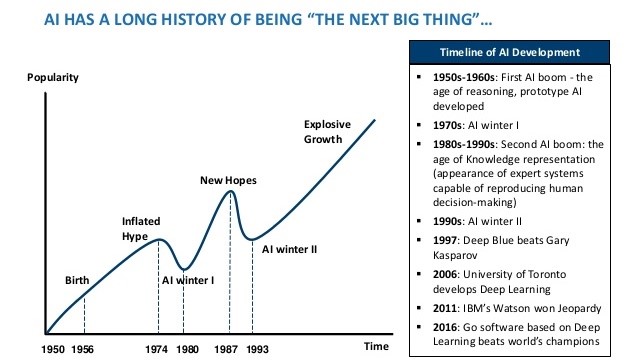 AI HAS A LONG HISTORY OF BEING “THE NEXT BIG THING”…
Popularity
Birth
Inflated
Hype
AI winter I
New Hopes
AI winter II
Explosive
Growth
1950 1956 1974 1980 1987 1993
Time
Timeline of AI Development
▪ 1950s-1960s: First AI boom - the
age of reasoning, prototype AI
developed
▪ 1970s: AI winter I
▪ 1980s-1990s: Second AI boom: the
age of Knowledge representation
(appearance of expert systems
capable of reproducing human
decision-making)
▪ 1990s: AI winter II
▪ 1997: Deep Blue beats Gary
Kasparov
▪ 2006: University of Toronto
develops Deep Learning
▪ 2011: IBM’s Watson won Jeopardy
▪ 2016: Go software based on Deep
Learning beats world’s champions